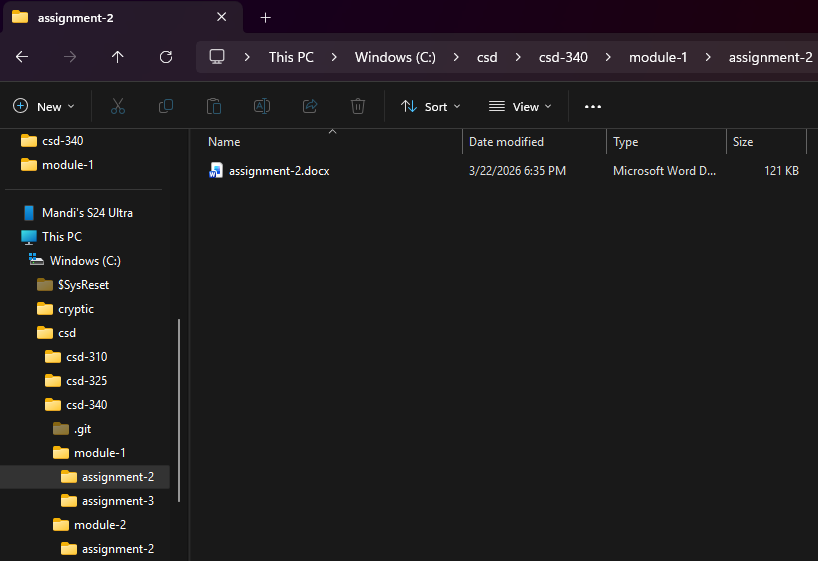 assignment-2
This PC Windows (C:) csd csd-340 module-1 assignment-2
New Sort View
csd-340
module-1
Mandi's S24 Ultra
This PC
Windows (C:)
$SysReset
cryptic
csd
csd-310
csd-325
csd-340
.git
module-1
assignment-2
assignment-3
module-2
assignment-2
Name Date modified Type Size
assignment-2.docx 3/22/2026 6:35 PM Microsoft Word D... 121 KB